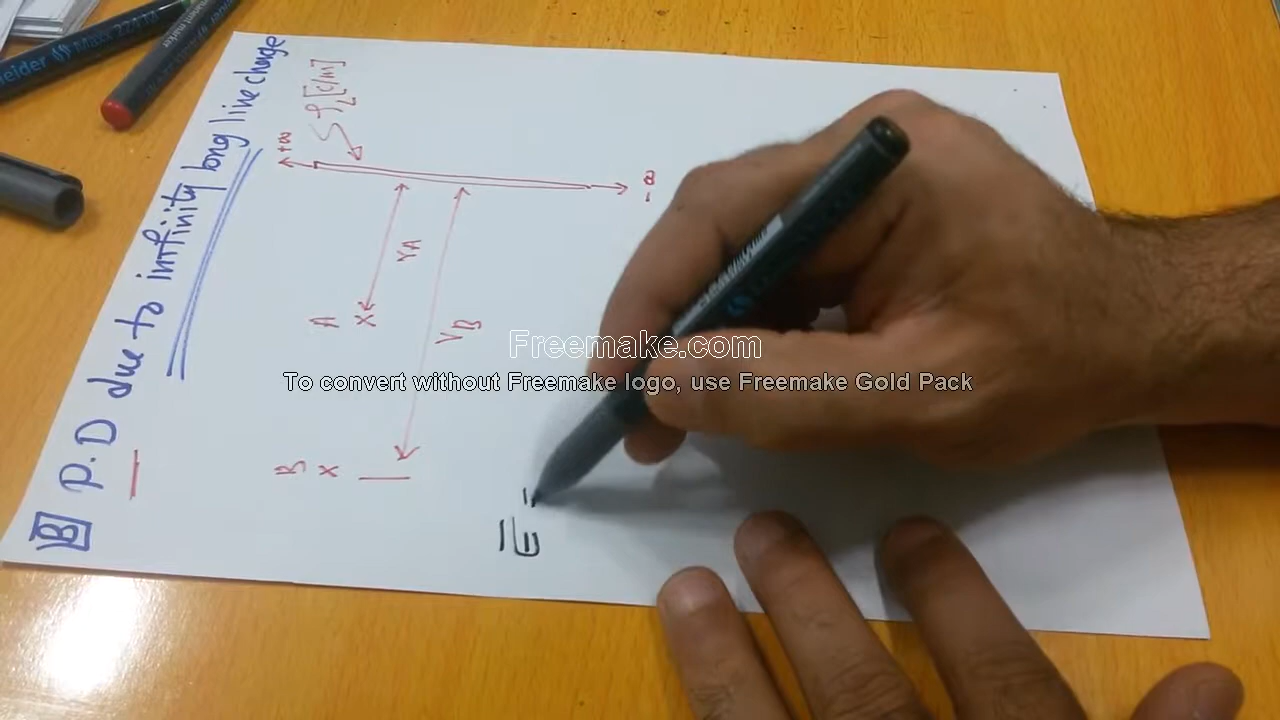 B P.D due to infinity long line charge
+∞
ρL [c/m]
-∞
rA
A
x
rB
B
x
E =
Freemake.com
To convert without Freemake logo, use Freemake Gold Pack